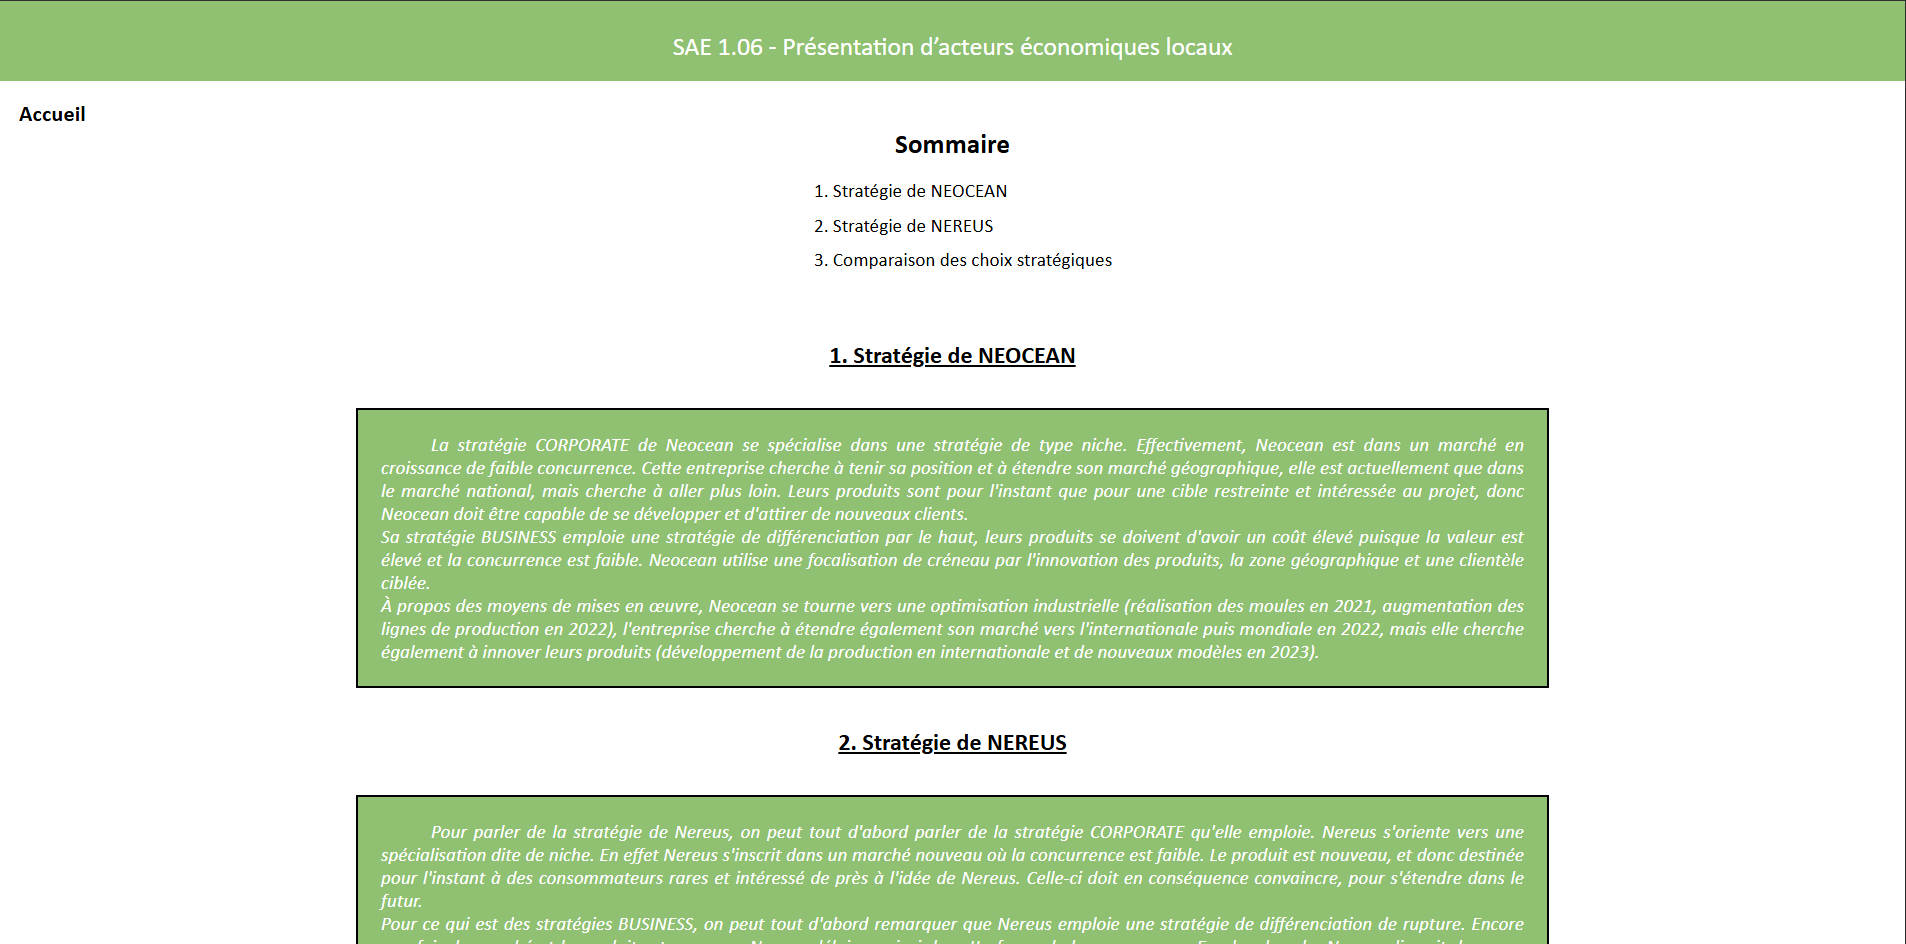 SAE 1.06 - Présentation d’acteurs économiques locaux
Accueil
Sommaire
1. Stratégie de NEOCEAN
2. Stratégie de NEREUS
3. Comparaison des choix stratégiques
1. Stratégie de NEOCEAN
La stratégie CORPORATE de Neocean se spécialise dans une stratégie de type niche. Effectivement, Neocean est dans un marché en
croissance de faible concurrence. Cette entreprise cherche à tenir sa position et à étendre son marché géographique, elle est actuellement que dans
le marché national, mais cherche à aller plus loin. Leurs produits sont pour l'instant que pour une cible restreinte et intéressée au projet, donc
Neocean doit être capable de se développer et d'attirer de nouveaux clients.
Sa stratégie BUSINESS emploie une stratégie de différenciation par le haut, leurs produits se doivent d'avoir un coût élevé puisque la valeur est
élevé et la concurrence est faible. Neocean utilise une focalisation de créneau par l'innovation des produits, la zone géographique et une clientèle
ciblée.
À propos des moyens de mises en œuvre, Neocean se tourne vers une optimisation industrielle (réalisation des moules en 2021, augmentation des
lignes de production en 2022), l'entreprise cherche à étendre également son marché vers l'internationale puis mondiale en 2022, mais elle cherche
également à innover leurs produits (développement de la production en internationale et de nouveaux modèles en 2023).
2. Stratégie de NEREUS
Pour parler de la stratégie de Nereus, on peut tout d'abord parler de la stratégie CORPORATE qu'elle emploie. Nereus s'oriente vers une
spécialisation dite de niche. En effet Nereus s'inscrit dans un marché nouveau où la concurrence est faible. Le produit est nouveau, et donc destinée
pour l'instant à des consommateurs rares et intéressé de près à l'idée de Nereus. Celle-ci doit en conséquence convaincre, pour s'étendre dans le
futur.
Pour ce qui est des stratégies BUSINESS, on peut tout d'abord remarquer que Nereus emploie une stratégie de différenciation de rupture. Encore